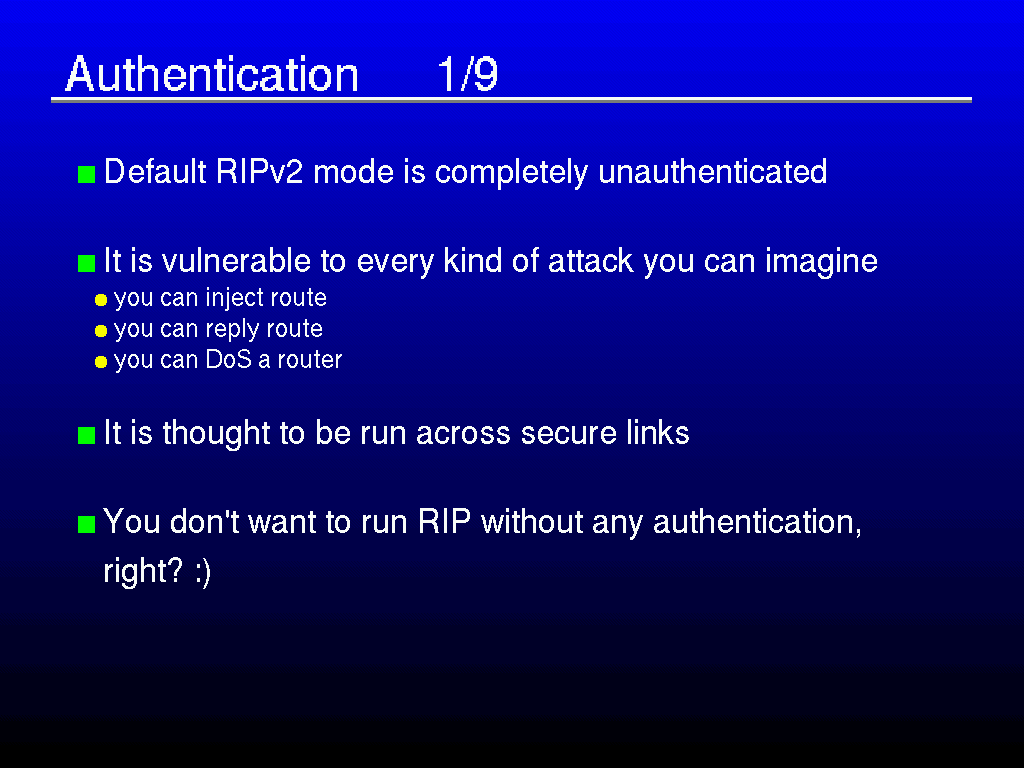 Authentication 1/9
Default RIPv2 mode is completely unauthenticated
It is vulnerable to every kind of attack you can imagine
you can inject route
you can reply route
you can DoS a router
It is thought to be run across secure links
You don't want to run RIP without any authentication,
right? :)